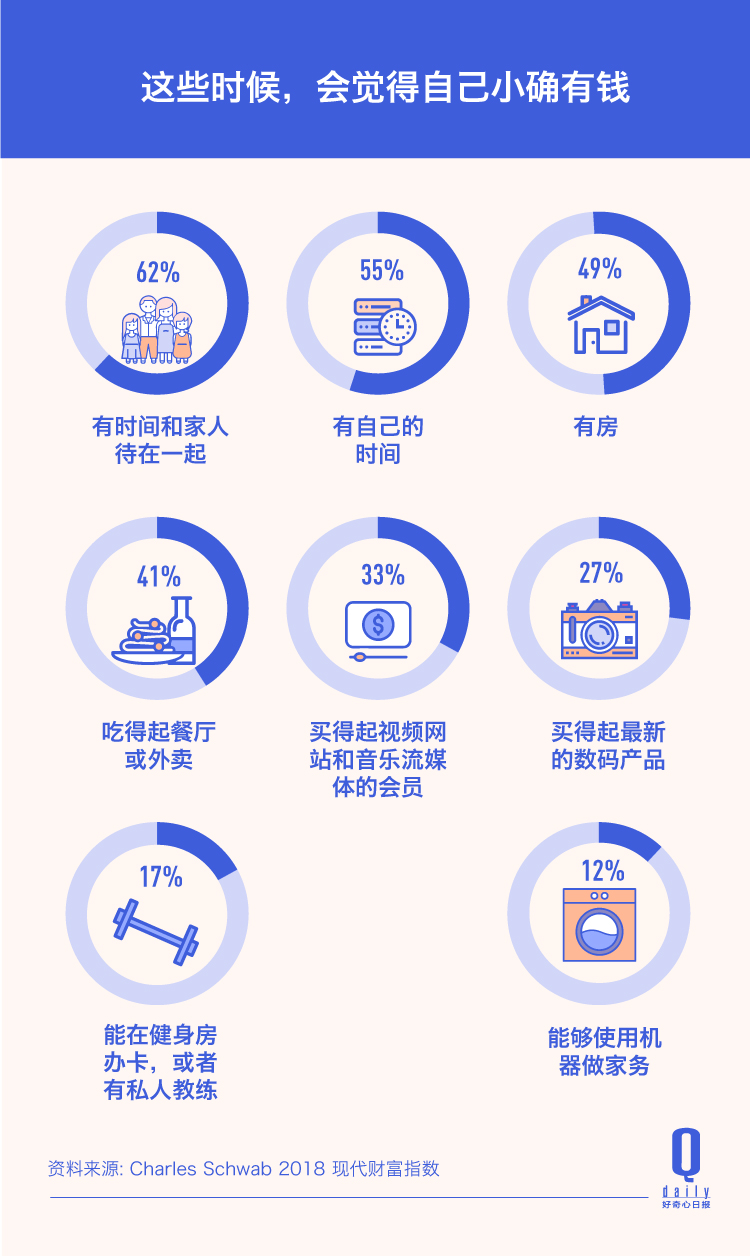 这些时候，会觉得自己小确有钱
62%
有时间和家人
待在一起
55%
有自己的
时间
49%
有房
41%
吃得起餐厅
或外卖
33%
$
买得起视频网
站和音乐流媒
体的会员
27%
买得起最新
的数码产品
17%
能在健身房
办卡，或者
有私人教练
12%
能够使用机
器做家务
资料来源: Charles Schwab 2018 现代财富指数
Q
daily
好奇心日报